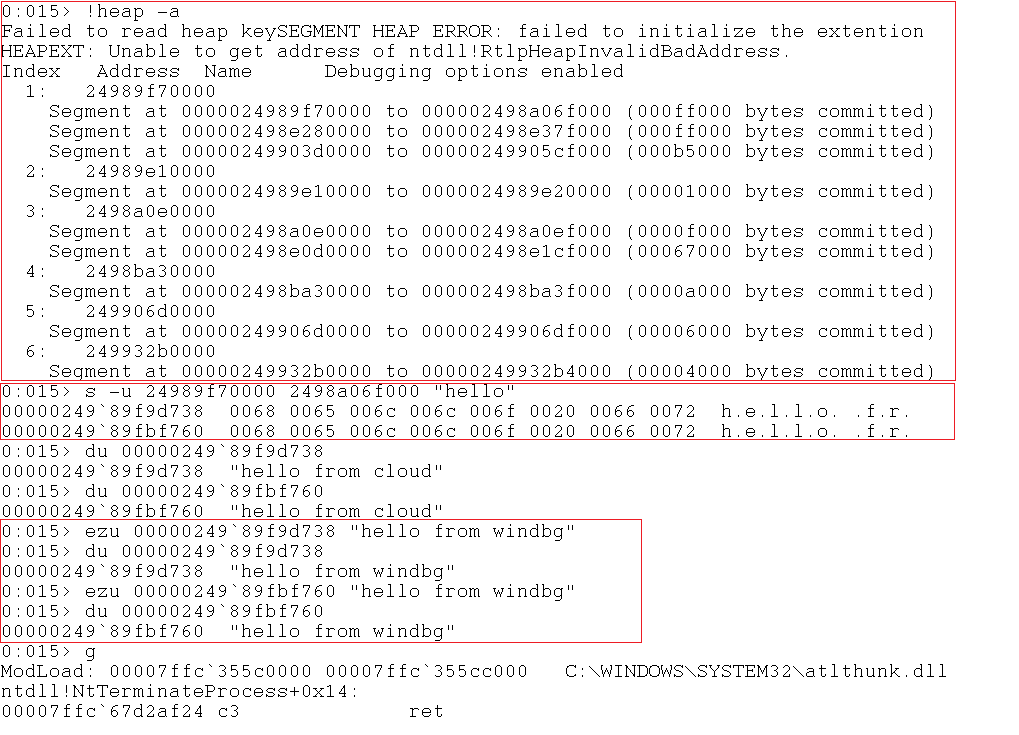 0:015> !heap -a
Failed to read heap keySEGMENT HEAP ERROR: failed to initialize the extention
HEAPEXT: Unable to get address of ntdll!RtlpHeapInvalidBadAddress.
Index   Address  Name      Debugging options enabled
  1:   24989f70000
    Segment at 0000024989f70000 to 000002498a06f000 (000ff000 bytes committed)
    Segment at 000002498e280000 to 000002498e37f000 (000ff000 bytes committed)
    Segment at 00000249903d0000 to 00000249905cf000 (000b5000 bytes committed)
  2:   24989e10000
    Segment at 0000024989e10000 to 0000024989e20000 (00001000 bytes committed)
  3:   2498a0e0000
    Segment at 000002498a0e0000 to 000002498a0ef000 (0000f000 bytes committed)
    Segment at 000002498e0d0000 to 000002498e1cf000 (00067000 bytes committed)
  4:   2498ba30000
    Segment at 000002498ba30000 to 000002498ba3f000 (0000a000 bytes committed)
  5:   249906d0000
    Segment at 00000249906d0000 to 00000249906df000 (00006000 bytes committed)
  6:   249932b0000
    Segment at 00000249932b0000 to 00000249932b4000 (00004000 bytes committed)
0:015> s -u 24989f70000 2498a06f000 "hello"
00000249`89f9d738  0068 0065 006c 006c 006f 0020 0066 0072  h.e.l.l.o. .f.r.
00000249`89fbf760  0068 0065 006c 006c 006f 0020 0066 0072  h.e.l.l.o. .f.r.
0:015> du 00000249`89f9d738
00000249`89f9d738  "hello from cloud"
0:015> du 00000249`89fbf760
00000249`89fbf760  "hello from cloud"
0:015> ezu 00000249`89f9d738 "hello from windbg"
0:015> du 00000249`89f9d738
00000249`89f9d738  "hello from windbg"
0:015> ezu 00000249`89fbf760 "hello from windbg"
0:015> du 00000249`89fbf760
00000249`89fbf760  "hello from windbg"
0:015> g
ModLoad: 00007ffc`355c0000 00007ffc`355cc000   C:\WINDOWS\SYSTEM32\atlthunk.dll
ntdll!NtTerminateProcess+0x14:
00007ffc`67d2af24 c3              ret